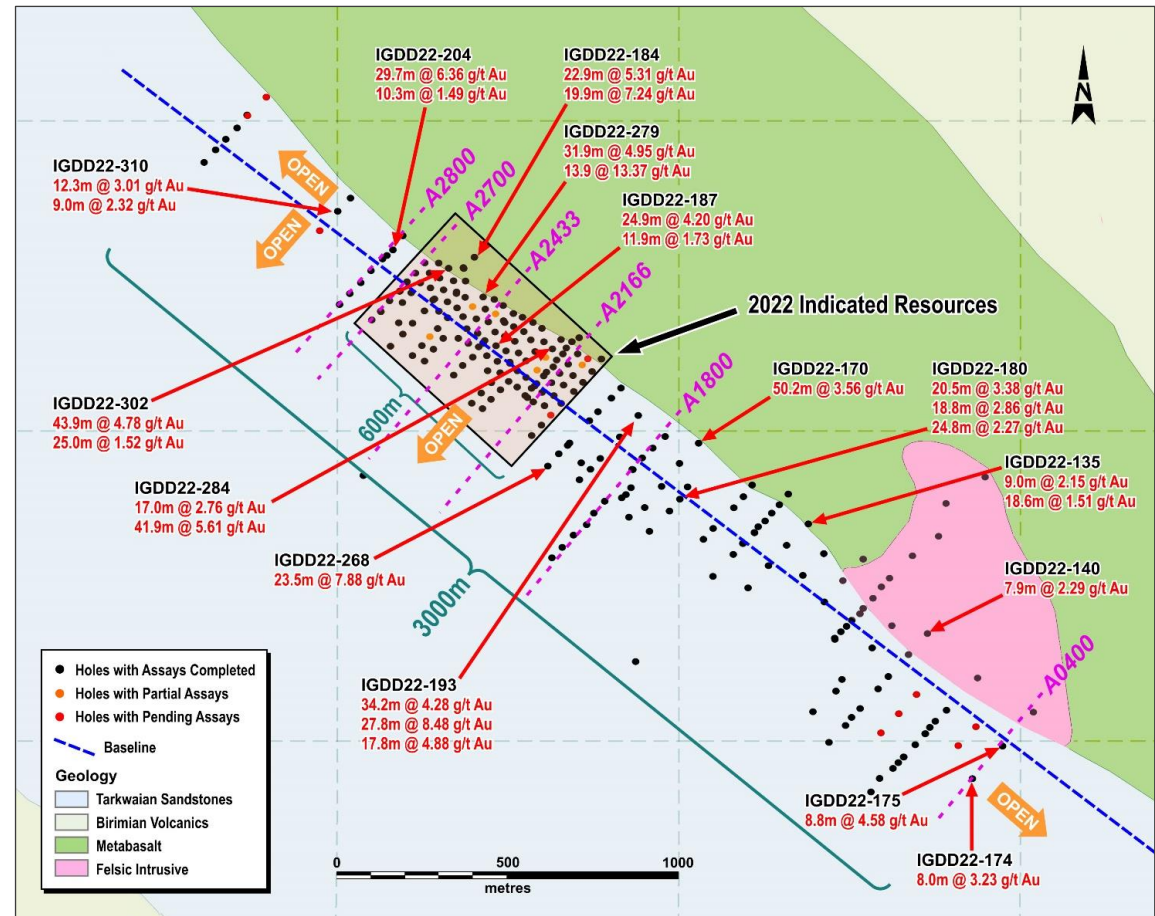 IGDD22-204
29.7m @ 6.36 g/t Au
10.3m @ 1.49 g/t Au
IGDD22-184
22.9m @ 5.31 g/t Au
19.9m @ 7.24 g/t Au
N
IGDD22-279
31.9m @ 4.95 g/t Au
13.9 @ 13.37 g/t Au
IGDD22-310
12.3m @ 3.01 g/t Au
9.0m @ 2.32 g/t Au
OPEN
OPEN
A2800
A2700
IGDD22-187
24.9m @ 4.20 g/t Au
11.9m @ 1.73 g/t Au
A2433
A2166
2022 Indicated Resources
IGDD22-302
43.9m @ 4.78 g/t Au
25.0m @ 1.52 g/t Au
600m
OPEN
A1800
IGDD22-170
50.2m @ 3.56 g/t Au
IGDD22-180
20.5m @ 3.38 g/t Au
18.8m @ 2.86 g/t Au
24.8m @ 2.27 g/t Au
IGDD22-135
9.0m @ 2.15 g/t Au
18.6m @ 1.51 g/t Au
IGDD22-284
17.0m @ 2.76 g/t Au
41.9m @ 5.61 g/t Au
IGDD22-268
23.5m @ 7.88 g/t Au
IGDD22-140
7.9m @ 2.29 g/t Au
3000m
IGDD22-193
34.2m @ 4.28 g/t Au
27.8m @ 8.48 g/t Au
17.8m @ 4.88 g/t Au
A0400
Holes with Assays Completed
Holes with Partial Assays
Holes with Pending Assays
Baseline
Geology
Tarkwaian Sandstones
Birimian Volcanics
Metabasalt
Felsic Intrusive
IGDD22-175
8.8m @ 4.58 g/t Au
OPEN
IGDD22-174
8.0m @ 3.23 g/t Au
0 500 1000
metres